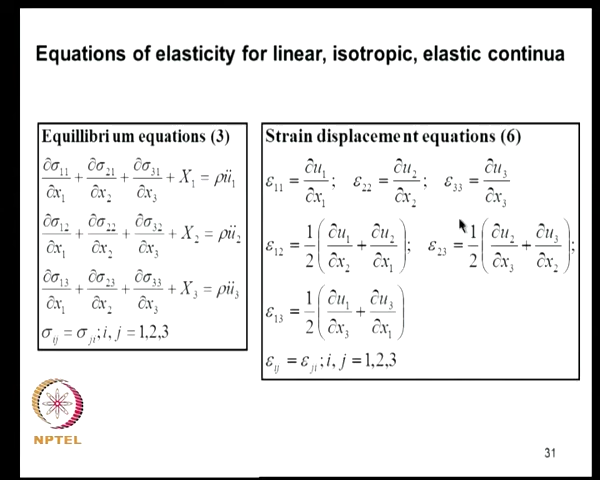 Equations of elasticity for linear, isotropic, elastic continua
Equillibri um equations (3)
∂σ₁₁/∂x₁ + ∂σ₂₁/∂x₂ + ∂σ₃₁/∂x₃ + X₁ = ρü₁
∂σ₁₂/∂x₁ + ∂σ₂₂/∂x₂ + ∂σ₃₂/∂x₃ + X₂ = ρü₂
∂σ₁₃/∂x₁ + ∂σ₂₃/∂x₂ + ∂σ₃₃/∂x₃ + X₃ = ρü₃
σᵢⱼ = σⱼᵢ; i, j = 1,2,3
Strain displaceme nt equations (6)
ε₁₁ = ∂u₁/∂x₁; ε₂₂ = ∂u₂/∂x₂; ε₃₃ = ∂u₃/∂x₃
ε₁₂ = 1/2 (∂u₁/∂x₂ + ∂u₂/∂x₁); ε₂₃ = 1/2 (∂u₂/∂x₃ + ∂u₃/∂x₂);
ε₁₃ = 1/2 (∂u₁/∂x₃ + ∂u₃/∂x₁)
εᵢⱼ = εⱼᵢ; i, j = 1,2,3
NPTEL
31